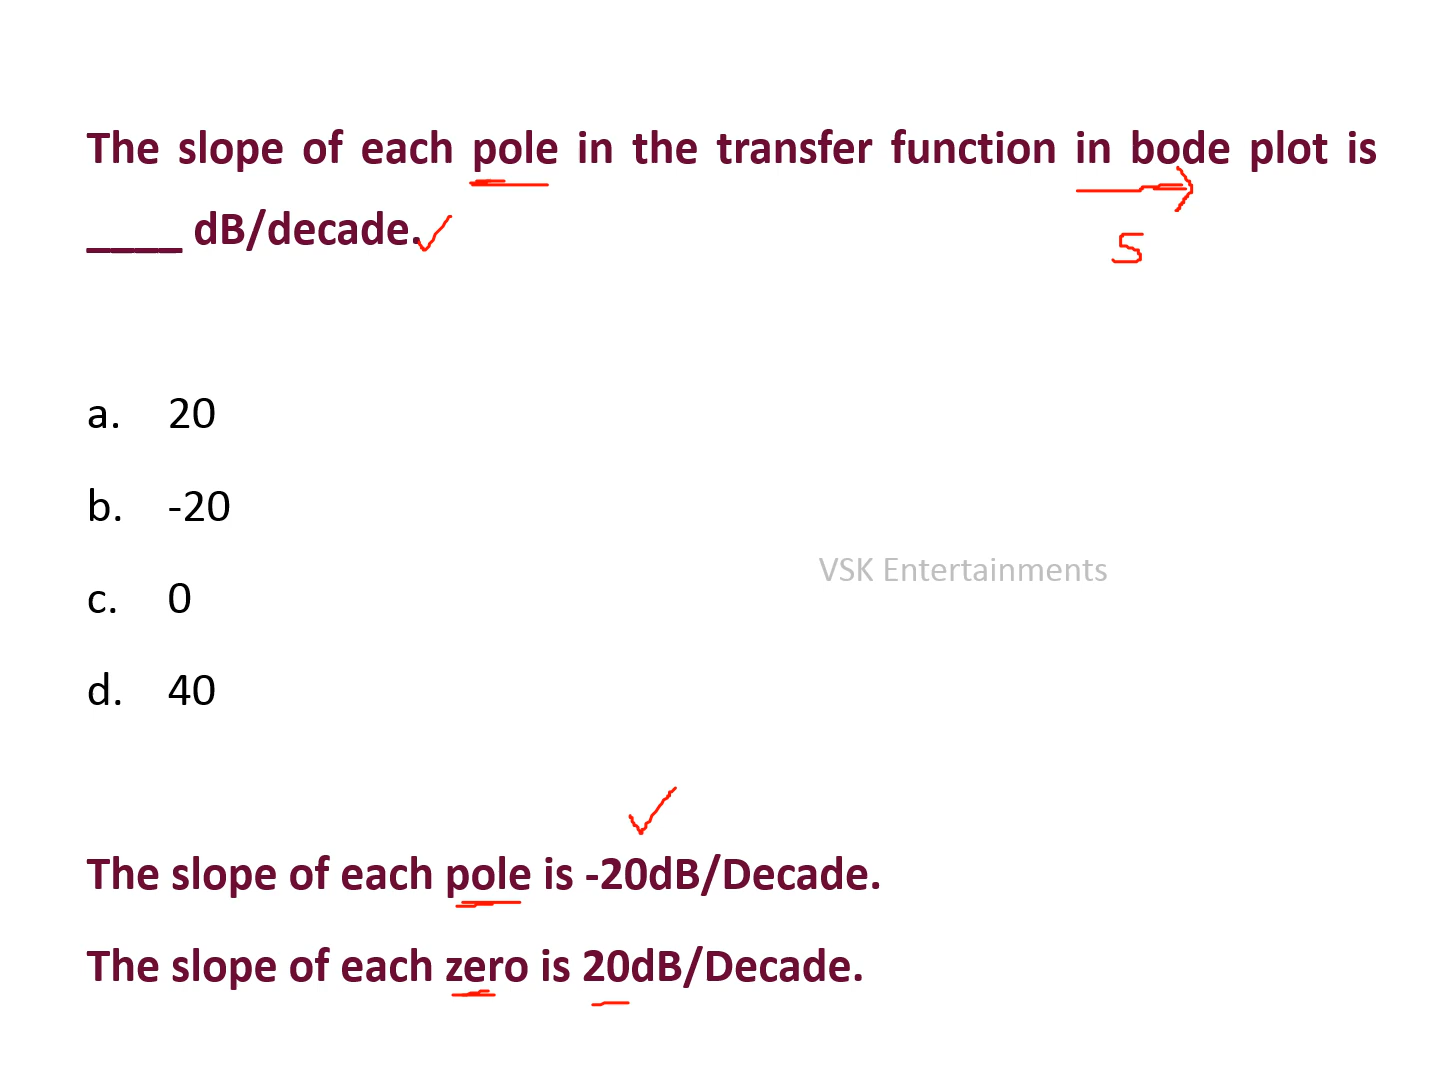 The slope of each pole in the transfer function in bode plot is
____ dB/decade.
5
a. 20
b. -20
c. 0
d. 40
VSK Entertainments
The slope of each pole is -20dB/Decade.
The slope of each zero is 20dB/Decade.